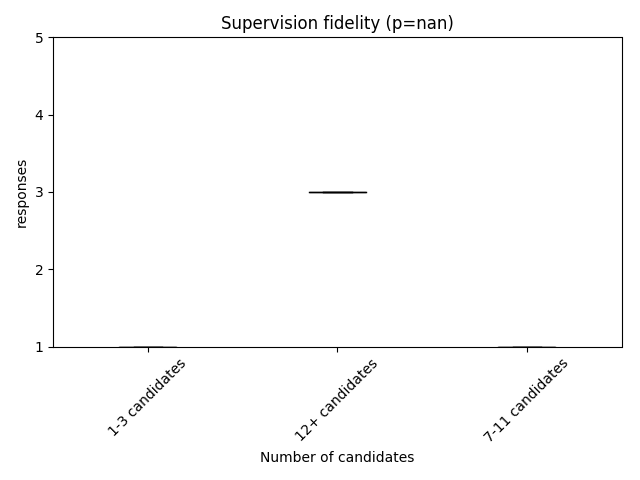 Supervision fidelity (p=nan)
5
4
3
2
1
responses
1-3 candidates
12+ candidates
7-11 candidates
Number of candidates